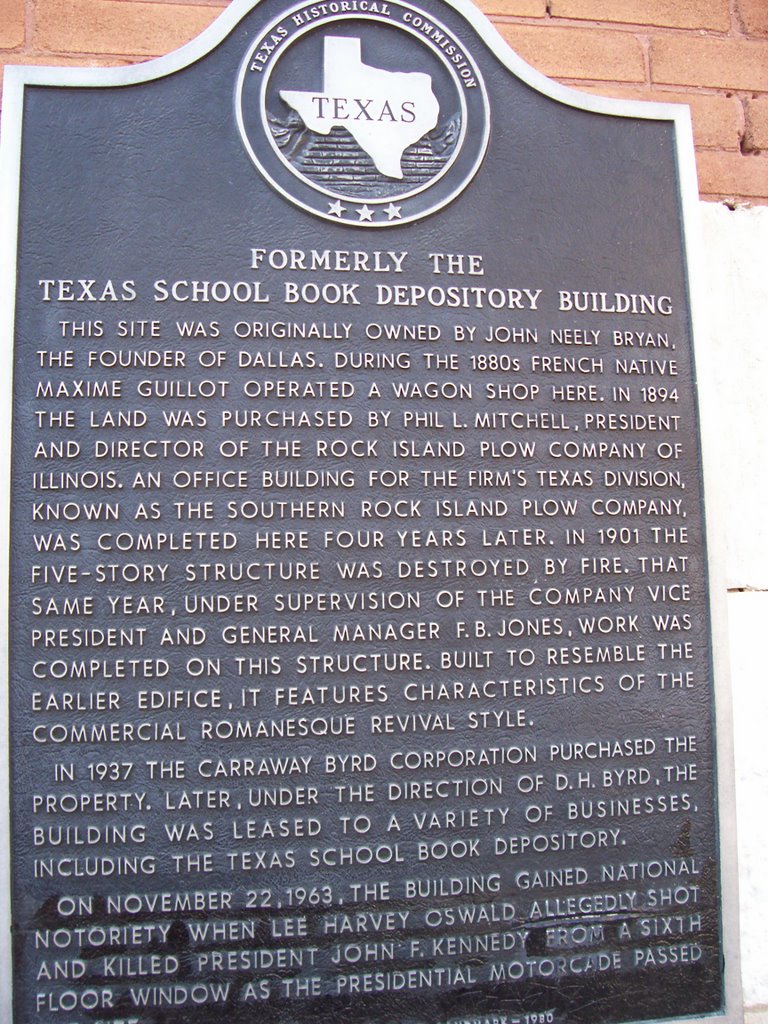 TEXAS HISTORICAL COMMISSION
TEXAS
FORMERLY THE
TEXAS SCHOOL BOOK DEPOSITORY BUILDING
THIS SITE WAS ORIGINALLY OWNED BY JOHN NEELY BRYAN,
THE FOUNDER OF DALLAS. DURING THE 1880s FRENCH NATIVE
MAXIME GUILLOT OPERATED A WAGON SHOP HERE. IN 1894
THE LAND WAS PURCHASED BY PHIL L. MITCHELL, PRESIDENT
AND DIRECTOR OF THE ROCK ISLAND PLOW COMPANY OF
ILLINOIS. AN OFFICE BUILDING FOR THE FIRM'S TEXAS DIVISION,
KNOWN AS THE SOUTHERN ROCK ISLAND PLOW COMPANY,
WAS COMPLETED HERE FOUR YEARS LATER. IN 1901 THE
FIVE-STORY STRUCTURE WAS DESTROYED BY FIRE. THAT
SAME YEAR, UNDER SUPERVISION OF THE COMPANY VICE
PRESIDENT AND GENERAL MANAGER F. B. JONES, WORK WAS
COMPLETED ON THIS STRUCTURE. BUILT TO RESEMBLE THE
EARLIER EDIFICE, IT FEATURES CHARACTERISTICS OF THE
COMMERCIAL ROMANESQUE REVIVAL STYLE.
IN 1937 THE CARRAWAY BYRD CORPORATION PURCHASED THE
PROPERTY. LATER, UNDER THE DIRECTION OF D. H. BYRD, THE
BUILDING WAS LEASED TO A VARIETY OF BUSINESSES,
INCLUDING THE TEXAS SCHOOL BOOK DEPOSITORY.
ON NOVEMBER 22, 1963, THE BUILDING GAINED NATIONAL
NOTORIETY WHEN LEE HARVEY OSWALD ALLEGEDLY SHOT
AND KILLED PRESIDENT JOHN F. KENNEDY FROM A SIXTH
FLOOR WINDOW AS THE PRESIDENTIAL MOTORCADE PASSED
LANDMARK - 1980